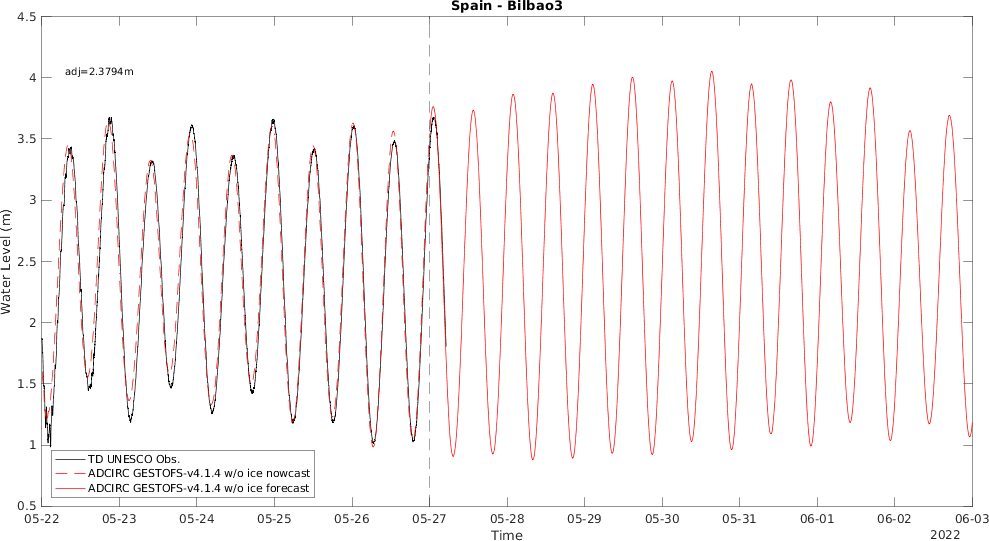 Spain - Bilbao3
4.5
4
3.5
3
2.5
2
1.5
1
0.5
Water Level (m)
adj=2.3794m
TD UNESCO Obs.
ADCIRC GESTOFS-v4.1.4 w/o ice nowcast
ADCIRC GESTOFS-v4.1.4 w/o ice forecast
05-22 05-23 05-24 05-25 05-26 05-27 05-28 05-29 05-30 05-31 06-01 06-02 06-03
Time
2022